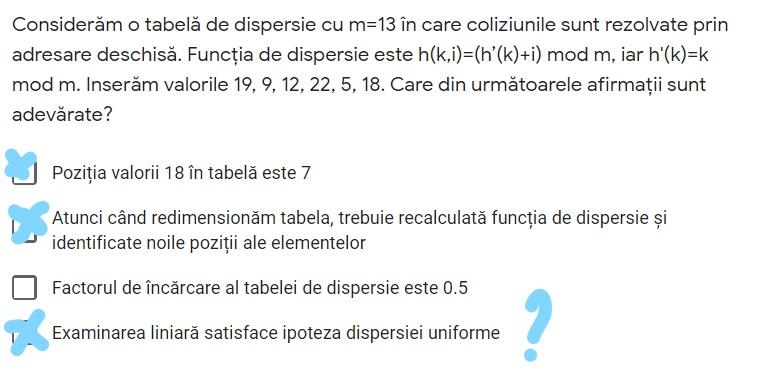 Considerăm o tabelă de dispersie cu m=13 în care coliziunile sunt rezolvate prin
adresare deschisă. Funcția de dispersie este h(k,i)=(h’(k)+i) mod m, iar h'(k)=k
mod m. Inserăm valorile 19, 9, 12, 22, 5, 18. Care din următoarele afirmații sunt
adevărate?
Poziția valorii 18 în tabelă este 7
Atunci când redimensionăm tabela, trebuie recalculată funcția de dispersie și
identificate noile poziții ale elementelor
Factorul de încărcare al tabelei de dispersie este 0.5
Examinarea liniară satisface ipoteza dispersiei uniforme ?